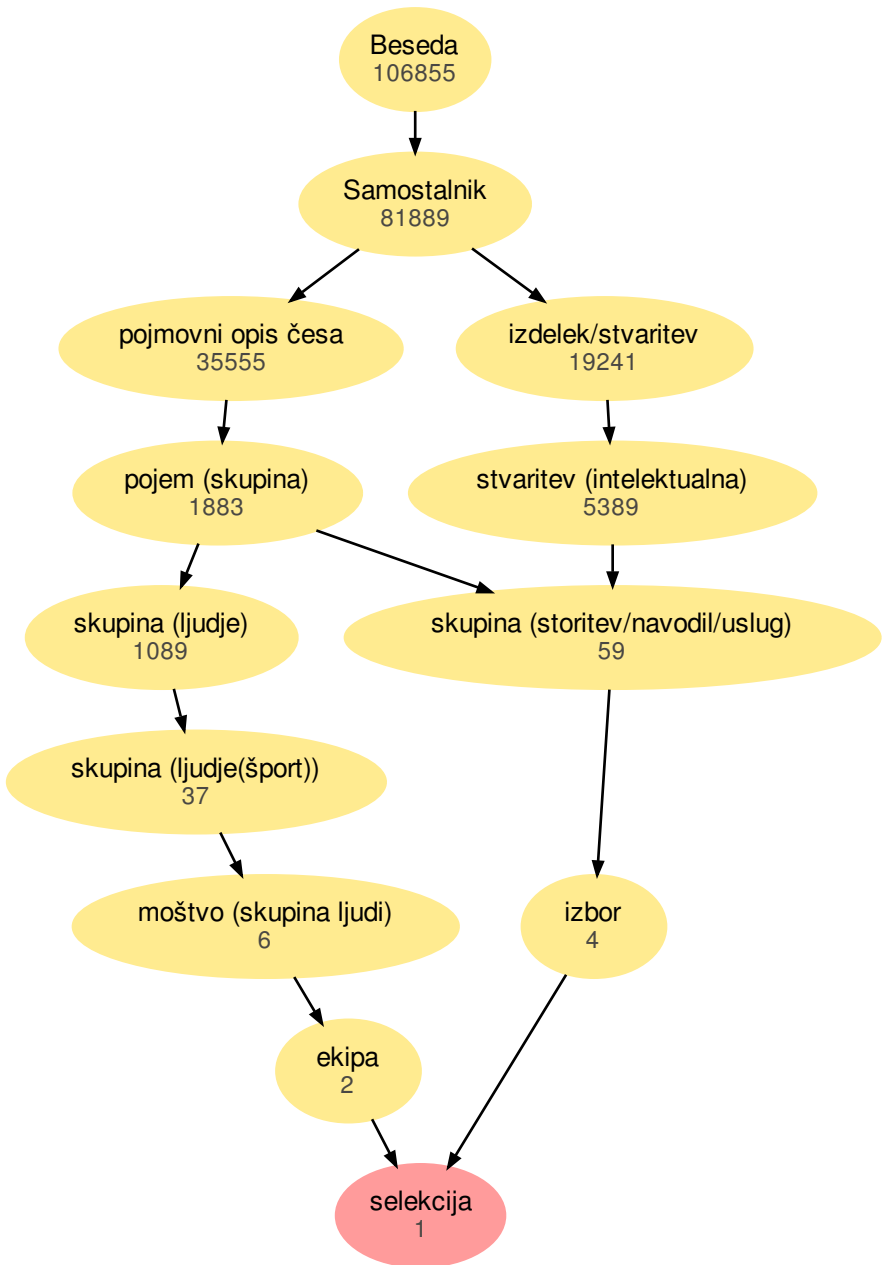 Beseda
106855
Samostalnik
81889
pojmovni opis česa
35555
izdelek/stvaritev
19241
pojem (skupina)
1883
stvaritev (intelektualna)
5389
skupina (ljudje)
1089
skupina (storitev/navodil/uslug)
59
skupina (ljudje(šport))
37
moštvo (skupina ljudi)
6
izbor
4
ekipa
2
selekcija
1